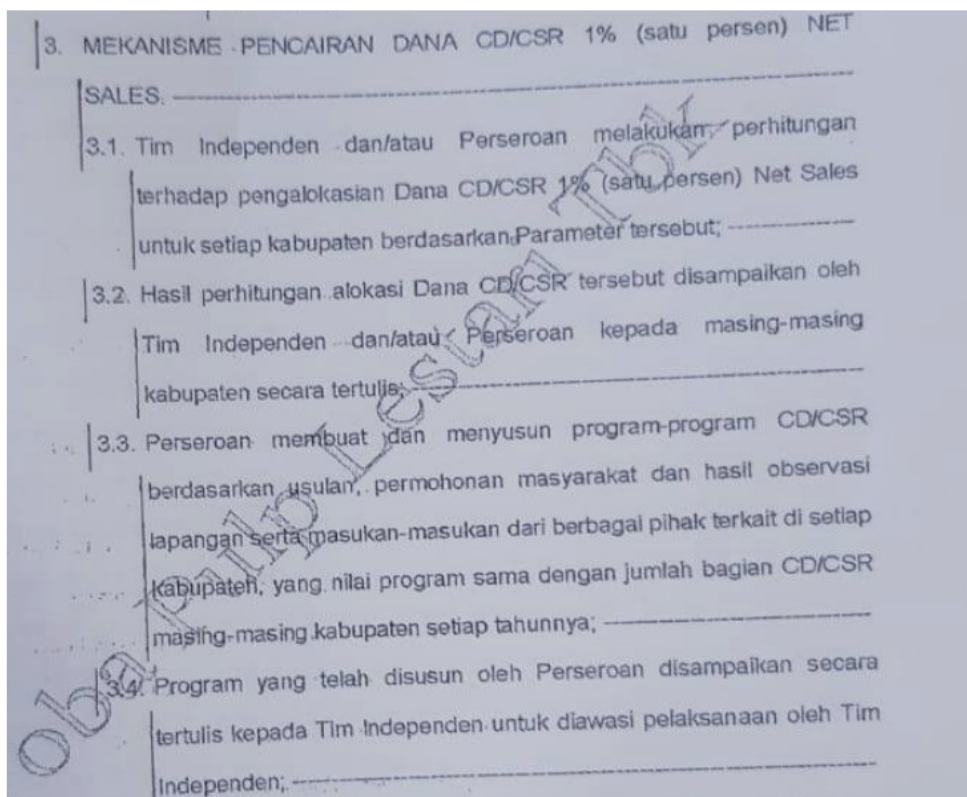 3. MEKANISME PENCAIRAN DANA CD/CSR 1% (satu persen) NET
SALES.
3.1. Tim Independen dan/atau Perseroan melakukan perhitungan
terhadap pengalokasian Dana CD/CSR 1% (satu persen) Net Sales
untuk setiap kabupaten berdasarkan Parameter tersebut;
3.2. Hasil perhitungan alokasi Dana CD/CSR tersebut disampaikan oleh
Tim Independen dan/atau Perseroan kepada masing-masing
kabupaten secara tertulis;
3.3. Perseroan membuat dan menyusun program-program CD/CSR
berdasarkan usulan, permohonan masyarakat dan hasil observasi
lapangan serta masukan-masukan dari berbagai pihak terkait di setiap
Kabupaten, yang nilai program sama dengan jumlah bagian CD/CSR
masing-masing kabupaten setiap tahunnya;
3.4. Program yang telah disusun oleh Perseroan disampaikan secara
tertulis kepada Tim Independen untuk diawasi pelaksanaan oleh Tim
Independen;
oba Pulp Lestari Tbk